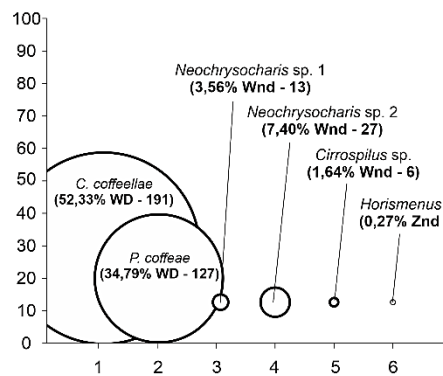 100
90
80
70
60
50
40
30
20
10
0
Neochrysocharis sp. 1
(3,56% Wnd - 13)
Neochrysocharis sp. 2
(7,40% Wnd - 27)
Cirrospilus sp.
(1,64% Wnd - 6)
Horismenus
(0,27% Znd
C. coffeellae
(52,33% WD - 191)
P. coffeae
(34,79% WD - 127)
1 2 3 4 5 6